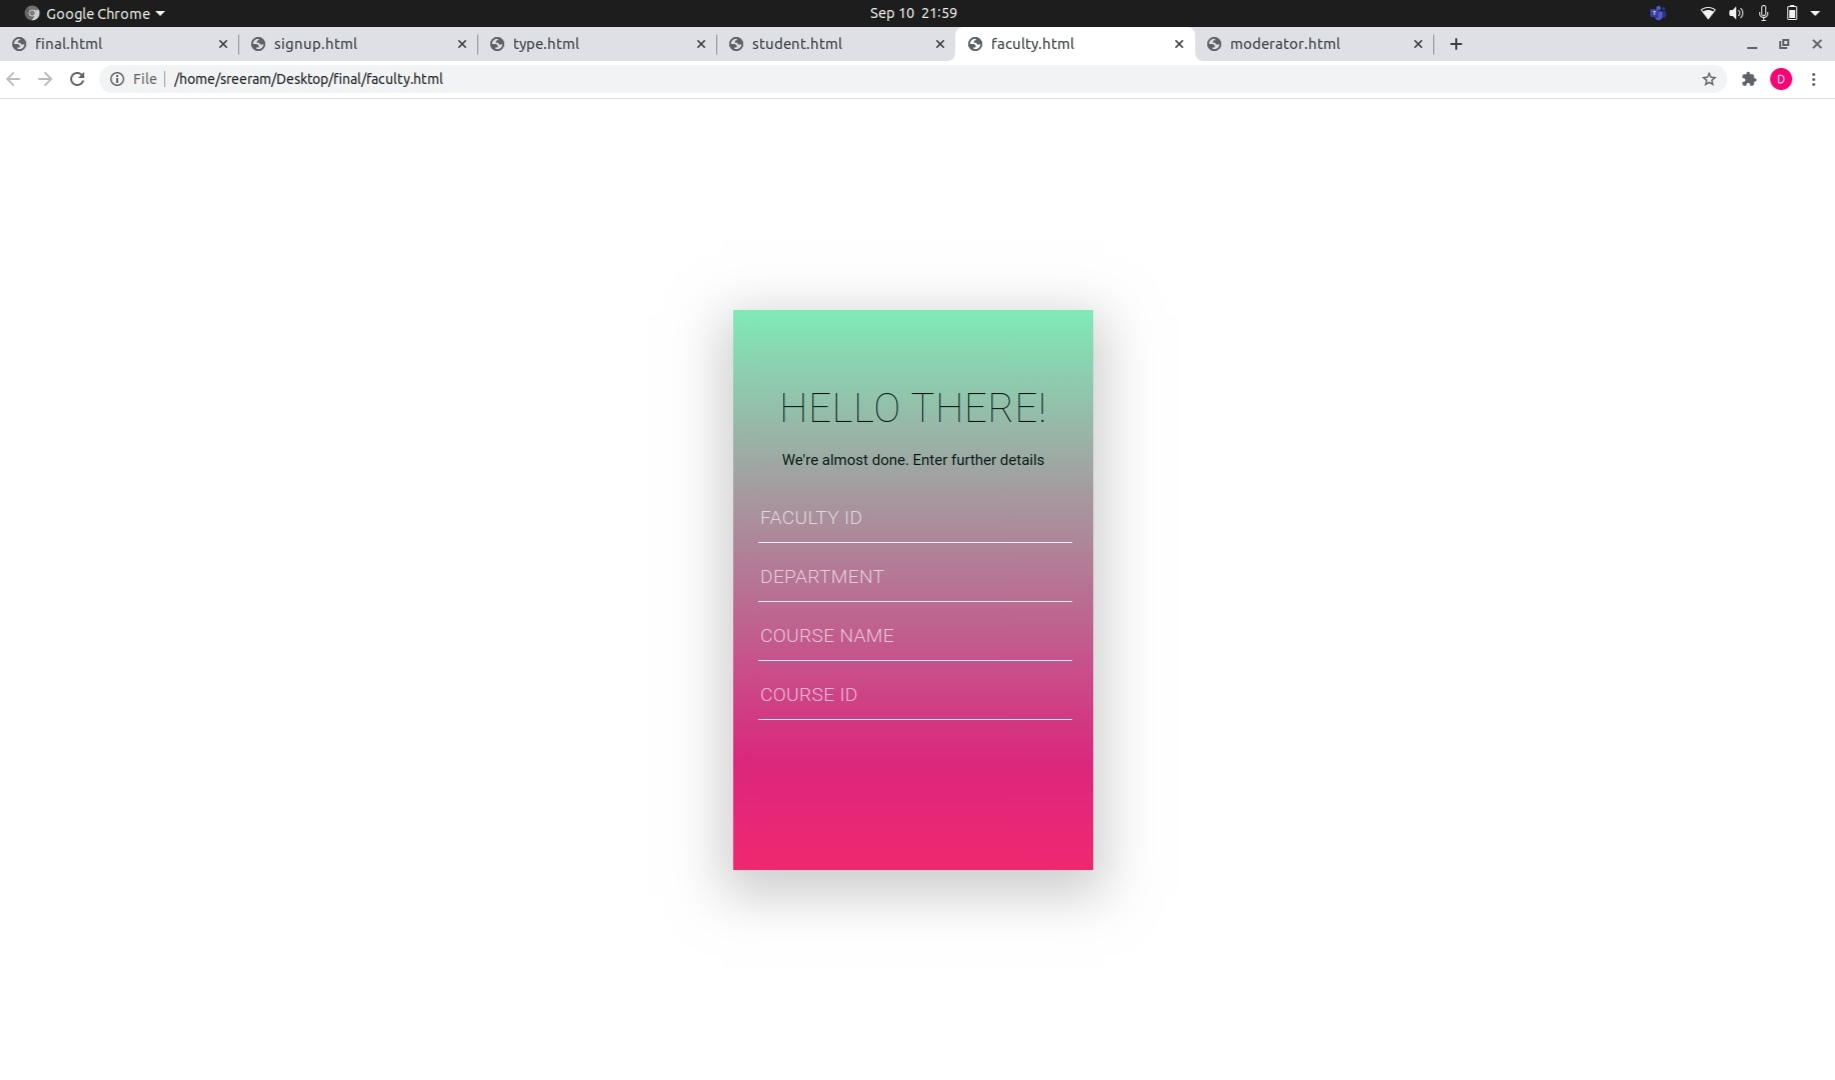 Google Chrome
Sep 10 21:59
final.html
signup.html
type.html
student.html
faculty.html
moderator.html
File | /home/sreeram/Desktop/final/faculty.html
D
HELLO THERE!
We're almost done. Enter further details
FACULTY ID
DEPARTMENT
COURSE NAME
COURSE ID